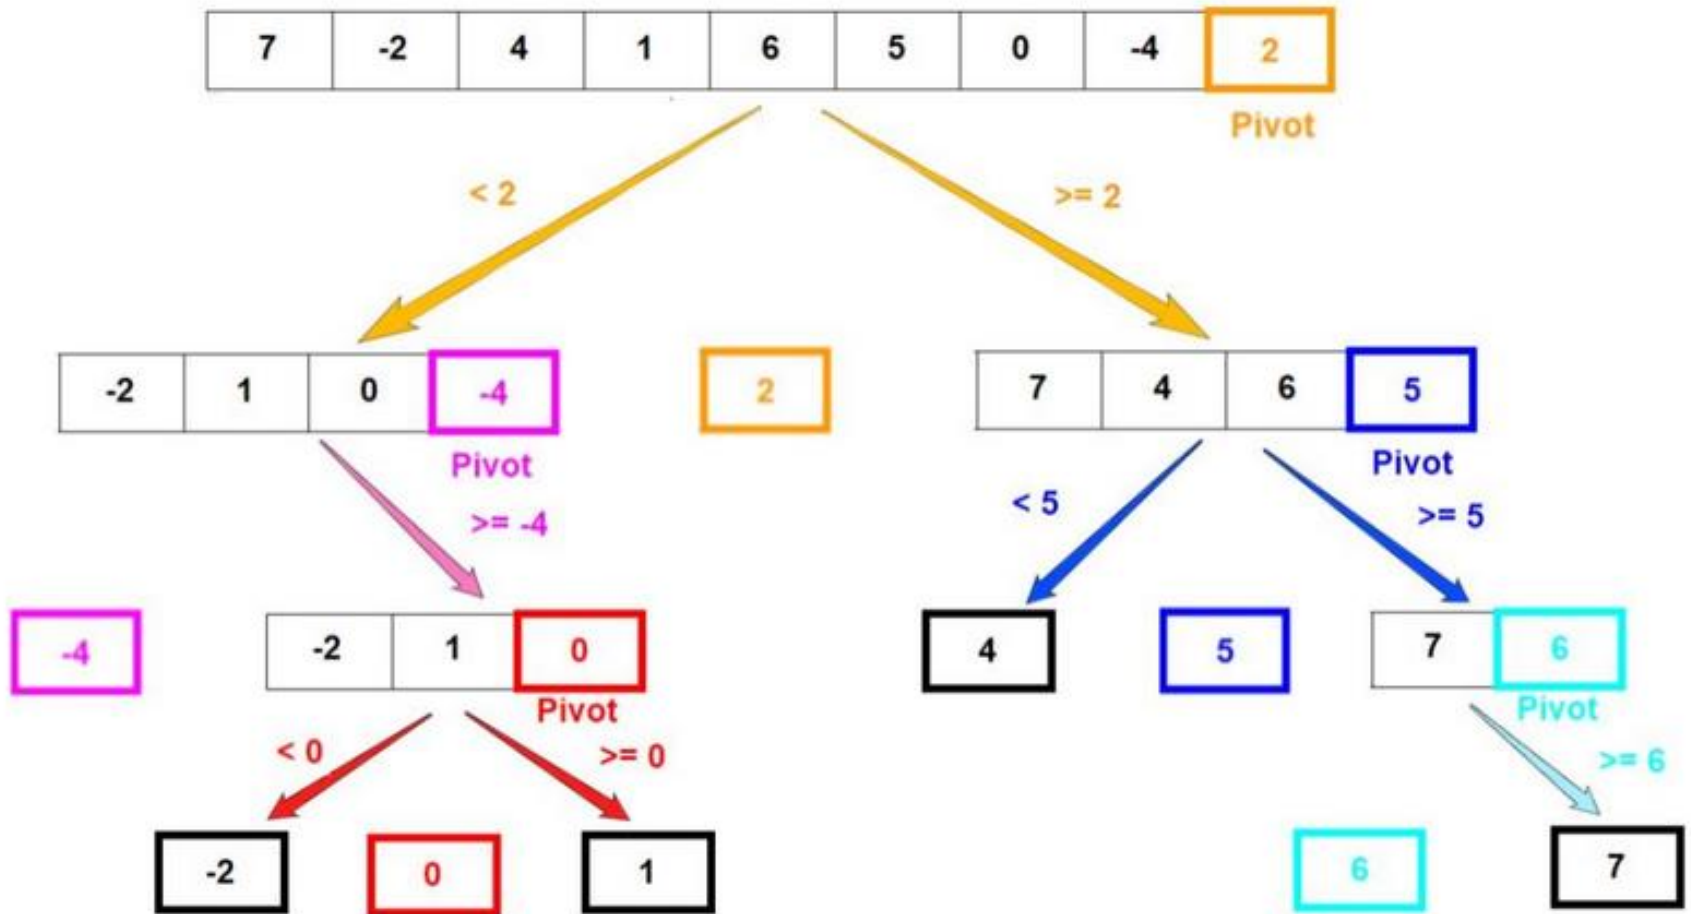 7 -2 4 1 6 5 0 -4 2
Pivot
< 2 >= 2
-2 1 0 -4 2 7 4 6 5
Pivot Pivot
>= -4 < 5 >= 5
-4 -2 1 0 4 5 7 6
Pivot Pivot
< 0 >= 0 >= 6
-2 0 1 6 7